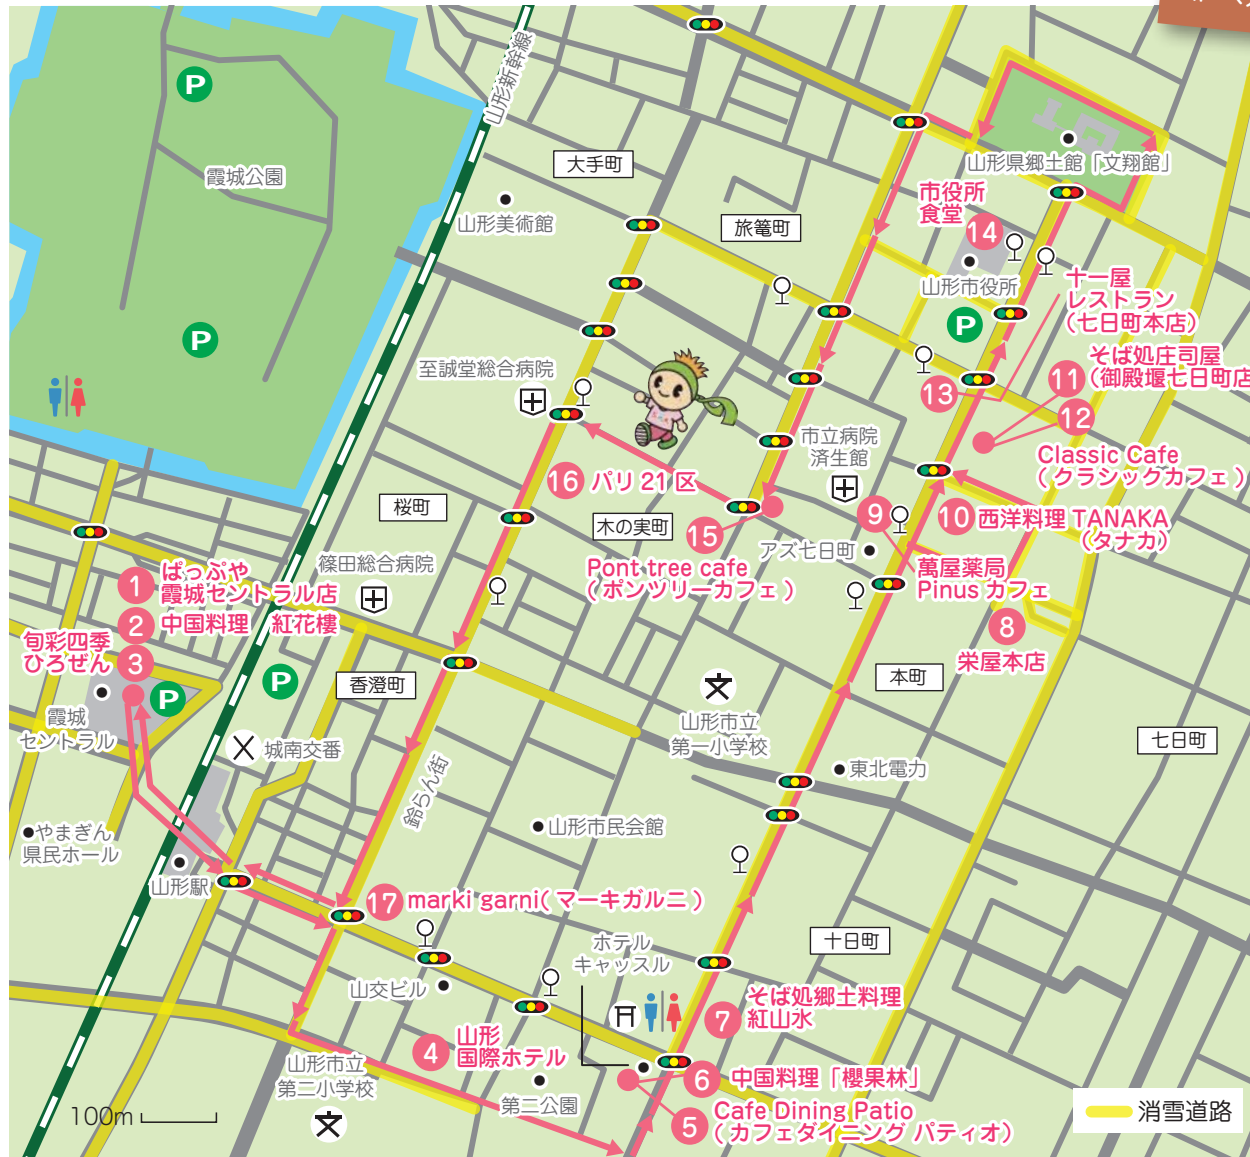 山形新幹線
P
霞城公園
P
大手町
山形美術館
旅篭町
山形県郷土館「文翔館」
市役所
食堂
14
山形市役所
P
十一屋
レストラン
(七日町本店)
13
11
そば処庄司屋
(御殿堰七日町店
12
Classic Cafe
(クラシックカフェ)
至誠堂総合病院
市立病院
済生館
16 パリ21区
桜町
木の実町
15
Pont tree cafe
(ポンツリーカフェ)
9
アズ七日町
10 西洋料理 TANAKA
(タナカ)
萬屋薬局
Pinus カフェ
8
栄屋本店
篠田総合病院
1
ぱっぷや
霞城セントラル店
2 中国料理 紅花樓
旬彩四季
ひろぜん
3
P
P
霞城
セントラル
香澄町
本町
山形市立
第一小学校
七日町
城南交番
東北電力
鈴らん街
やまぎん
県民ホール
山形市民会館
山形駅
17 marki garni(マーキガルニ)
十日町
ホテル
キャッスル
山交ビル
7
そば処郷土料理
紅山水
4
山形
国際ホテル
山形市立
第二小学校
第二公園
6 中国料理「櫻果林」
5
Cafe Dining Patio
(カフェダイニング パティオ)
100m
消雪道路